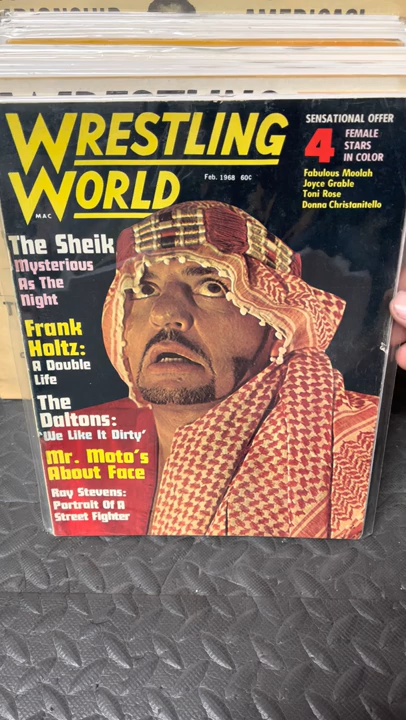 WRESTLING
WORLD
MAC
Feb. 1968 60¢
SENSATIONAL OFFER
4 FEMALE
STARS
IN COLOR
Fabulous Moolah
Joyce Grable
Toni Rose
Donna Christanitello
The Sheik
Mysterious
As The
Night
Frank
Holtz:
A Double
Life
The
Daltons:
'We Like It Dirty'
Mr. Moto's
About Face
Ray Stevens:
Portrait Of A
Street Fighter